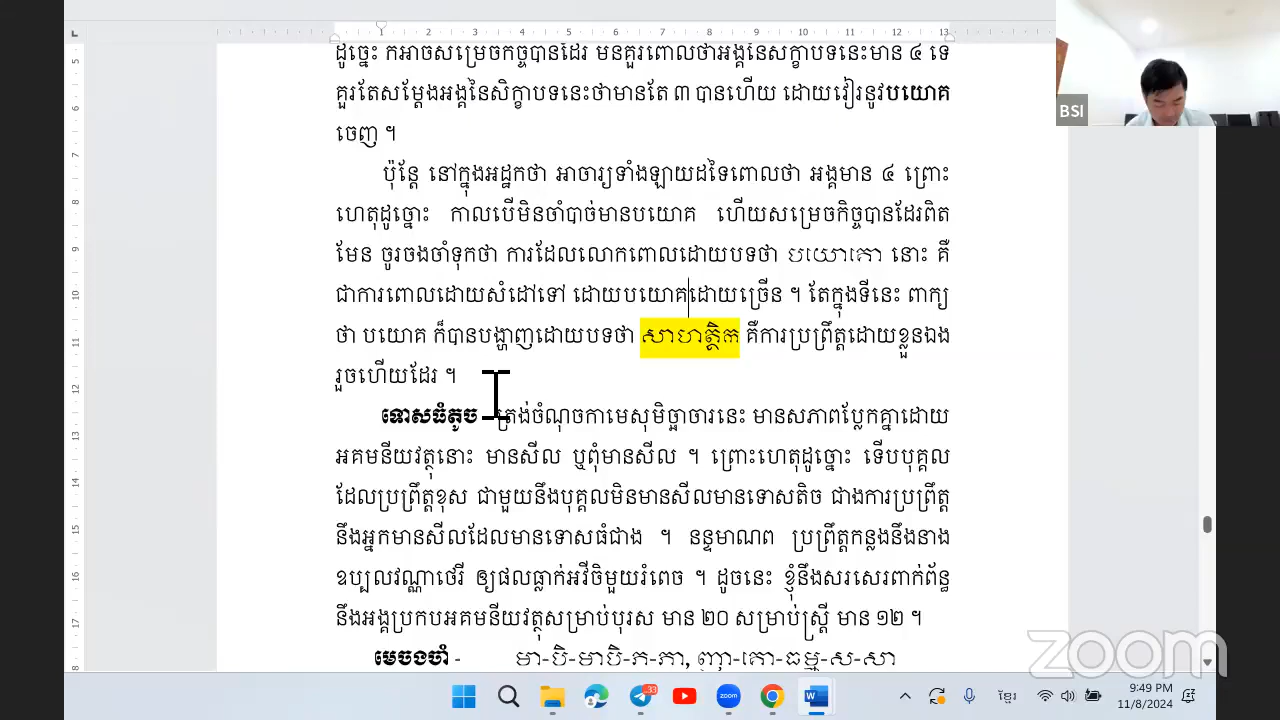 ដូច្នេះ ក៏អាចសម្រេចកិច្ចបានដែរ មិនគួរពោលថាអង្គនៃសិក្ខាបទនេះមាន ៤ ទេ
គួរតែសម្តែងអង្គនៃសិក្ខាបទនេះថាមានតែ ៣ បានហើយ ដោយវៀរនូវបយោគ
ចេញ ។
ប៉ុន្តែ នៅក្នុងអដ្ឋកថា អាចារ្យទាំងឡាយដទៃពោលថា អង្គមាន ៤ ព្រោះ
ហេតុដូច្នោះ កាលបើមិនចាំបាច់មានបយោគ ហើយសម្រេចកិច្ចបានដែរពិត
មែន ចូរចងចាំទុកថា ការដែលលោកពោលដោយបទថា បយោគោ នោះ គឺ
ជាការពោលដោយសំដៅទៅ ដោយបយោគដោយច្រើន ។ តែក្នុងទីនេះ ពាក្យ
ថា បយោគ ក៏បានបង្ហាញដោយបទថា សាហត្ថិក គឺការប្រព្រឹត្តដោយខ្លួនឯង
រួចហើយដែរ ។
ទោសធំតូច ត្រង់ចំណុចកាមេសុមិច្ឆាចារនេះ មានសភាពប្លែកគ្នាដោយ
អគមនីយវត្ថុនោះ មានសីល ឬពុំមានសីល ។ ព្រោះហេតុដូច្នោះ ទើបបុគ្គល
ដែលប្រព្រឹត្តខុស ជាមួយនឹងបុគ្គលមិនមានសីលមានទោសតិច ជាងការប្រព្រឹត្ត
នឹងអ្នកមានសីលដែលមានទោសធំជាង ។ នន្ទមាណព ប្រព្រឹត្តកន្លងនឹងនាង
ឧប្បលវណ្ណាថេរី ឲ្យផលធ្លាក់អវីចិមួយរំពេច ។ ដូចនេះ ខ្ញុំនឹងសរសេរពាក់ព័ន្ធ
នឹងអង្គប្រកបអគមនីយវត្ថុសម្រាប់បុរស មាន ២០ សម្រាប់ស្ត្រី មាន ១២ ។
មេចងចាំ - មា-បិ-មាបិ-ភ-ភា, ញា-គោ-ធម្ម-ស-សា
BSI
zoom
33
zoom
ខ្មែរ
9:49 PM
11/8/2024